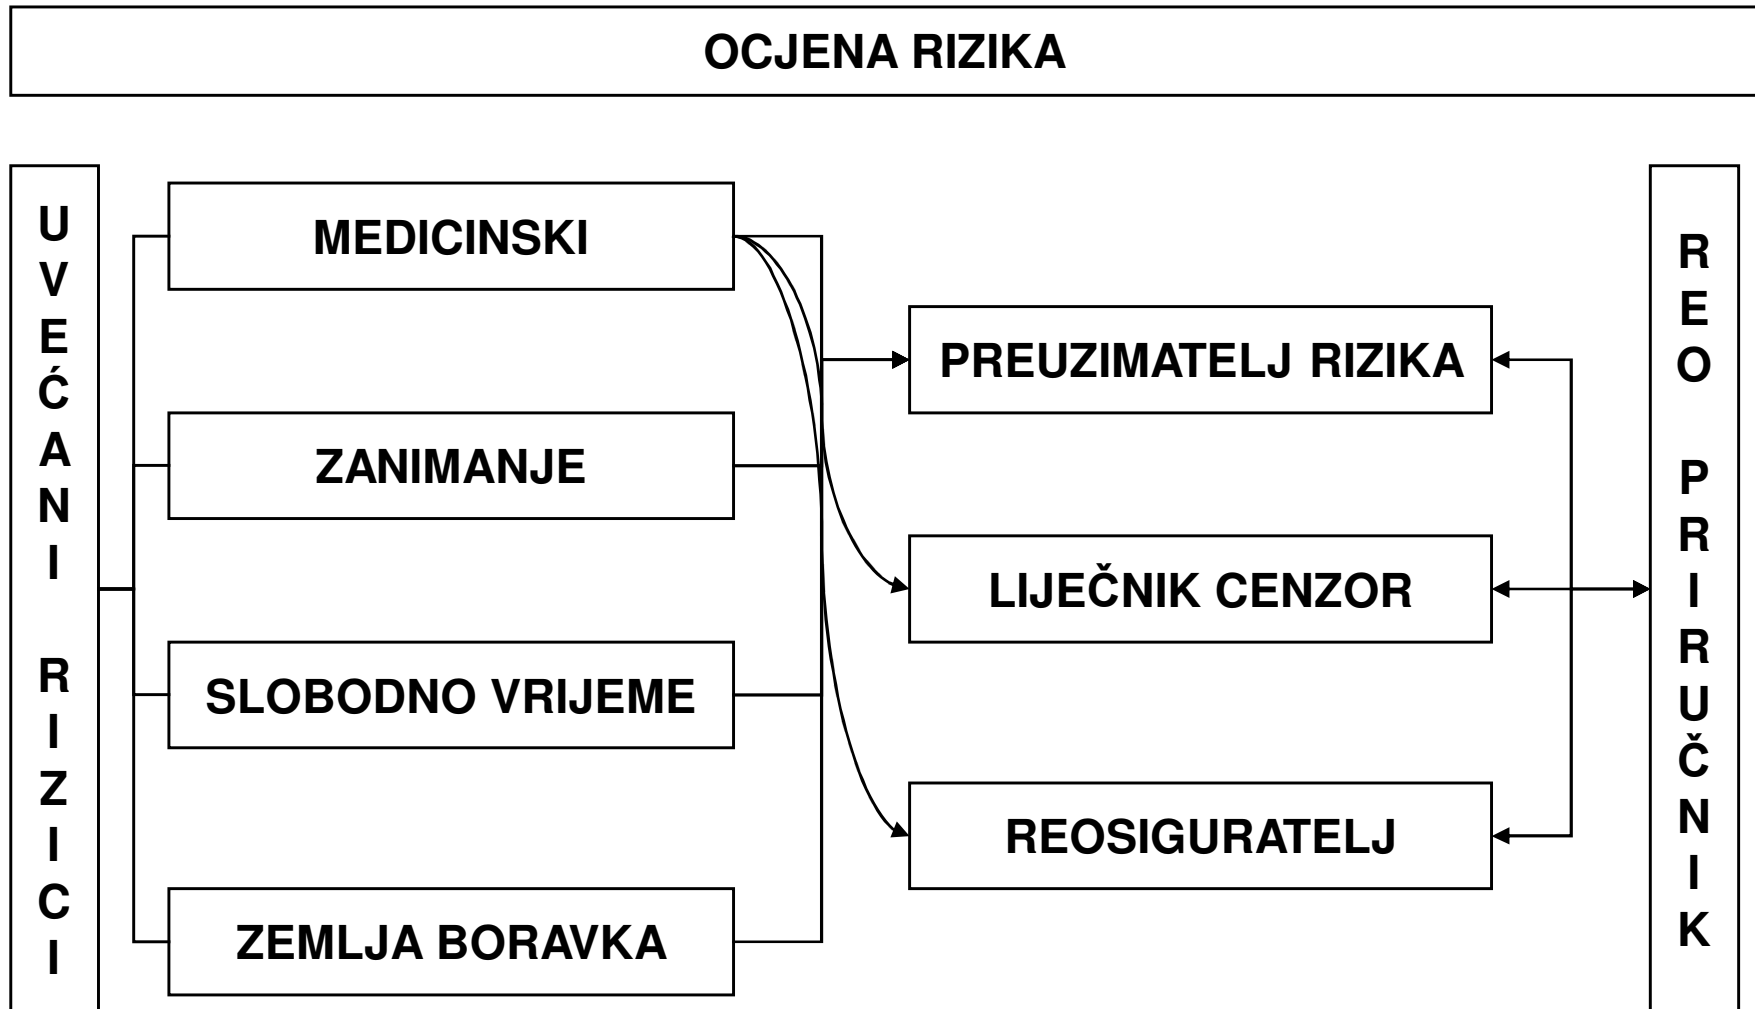 OCJENA RIZIKA
UVEĆANI RIZICI
MEDICINSKI
ZANIMANJE
SLOBODNO VRIJEME
ZEMLJA BORAVKA
PREUZIMATELJ RIZIKA
LIJEČNIK CENZOR
REOSIGURATELJ
REO PRIRUČNIK